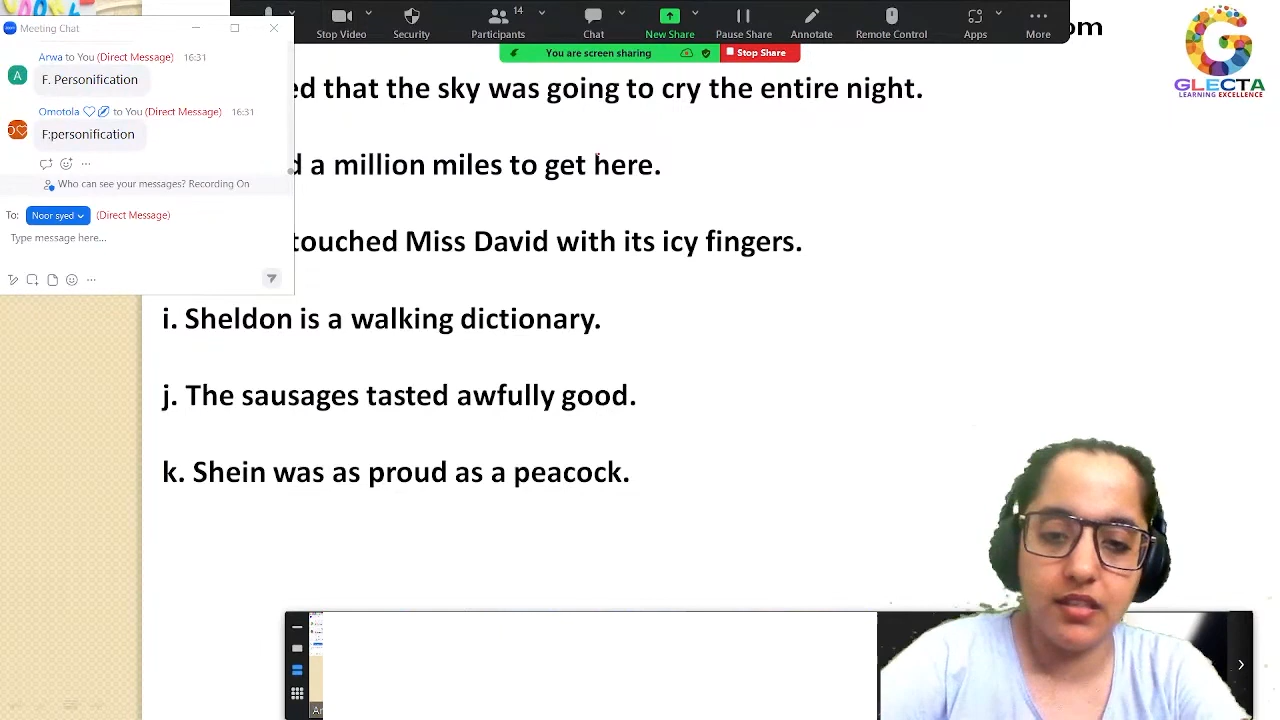 Meeting Chat
Arwa to You (Direct Message) 16:31
A
F. Personification
Omotola to You (Direct Message) 16:31
F:personification
Who can see your messages? Recording On
To: Noor syed (Direct Message)
Type message here...
Stop Video
Security
Participants
14
Chat
New Share
Pause Share
Annotate
Remote Control
Apps
More
You are screen sharing
Stop Share
om
GLECTA
LEARNING EXCELLENCE
ed that the sky was going to cry the entire night.
d a million miles to get here.
touched Miss David with its icy fingers.
i. Sheldon is a walking dictionary.
j. The sausages tasted awfully good.
k. Shein was as proud as a peacock.